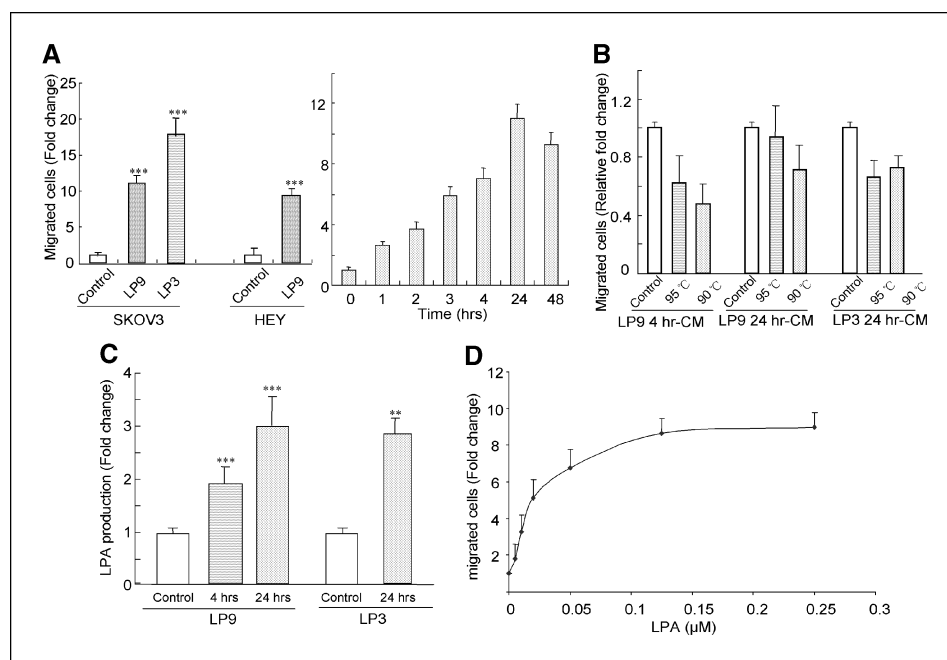 A
Migrated cells (Fold change)
25
20
15
10
5
0
***
***
***
Control
LP9
LP3
Control
LP9
SKOV3
HEY
12
8
4
0
0 1 2 3 4 24 48
Time (hrs)
B
Migrated cells (Relative fold change)
1.2
0.8
0.4
0
Control
95 ℃
90 ℃
Control
95 ℃
90 ℃
Control
95 ℃
90 ℃
LP9 4 hr-CM
LP9 24 hr-CM
LP3 24 hr-CM
C
LPA production (Fold change)
4
3
2
1
0
***
***
**
Control 4 hrs 24 hrs Control 24 hrs
LP9 LP3
D
migrated cells (Fold change)
12
10
8
6
4
2
0 0.05 0.1 0.15 0.2 0.25 0.3
LPA (μM)